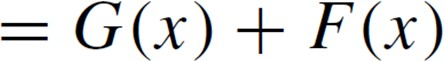 = G(x) + F(x)